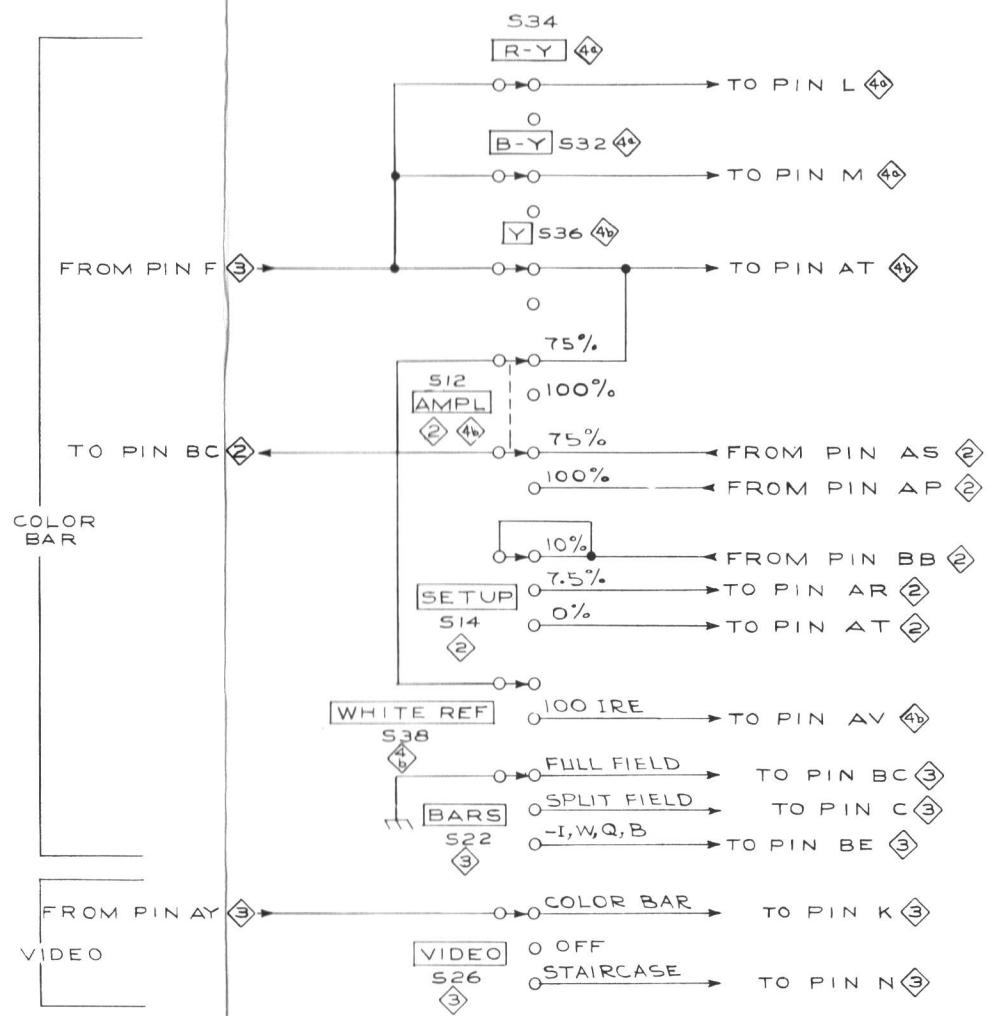 S34
R-Y 4a
TO PIN L 4a
B-Y S32 4a
TO PIN M 4a
Y S36 4b
FROM PIN F 3
TO PIN AT 4b
75%
S12
100%
AMPL
2 4b
75%
TO PIN BC 2
FROM PIN AS 2
100%
FROM PIN AP 2
COLOR
BAR
10%
FROM PIN BB 2
7.5%
SETUP
TO PIN AR 2
S14
0%
TO PIN AT 2
2
WHITE REF
100 IRE
TO PIN AV 4b
S38
4b
FULL FIELD
TO PIN BC 3
SPLIT FIELD
TO PIN C 3
BARS
S22
-I, W, Q, B
TO PIN BE 3
3
FROM PIN AY 3
COLOR BAR
TO PIN K 3
VIDEO
VIDEO
OFF
S26
STAIRCASE
TO PIN N 3
3